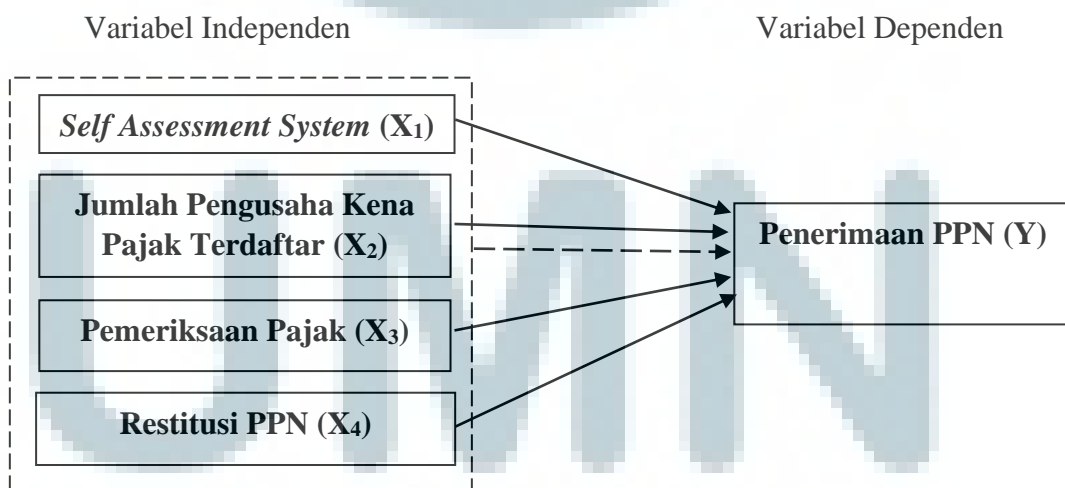 Variabel Independen
Variabel Dependen
Self Assessment System (X₁)
Jumlah Pengusaha Kena
Pajak Terdaftar (X₂)
Pemeriksaan Pajak (X₃)
Restitusi PPN (X₄)
Penerimaan PPN (Y)
UMN